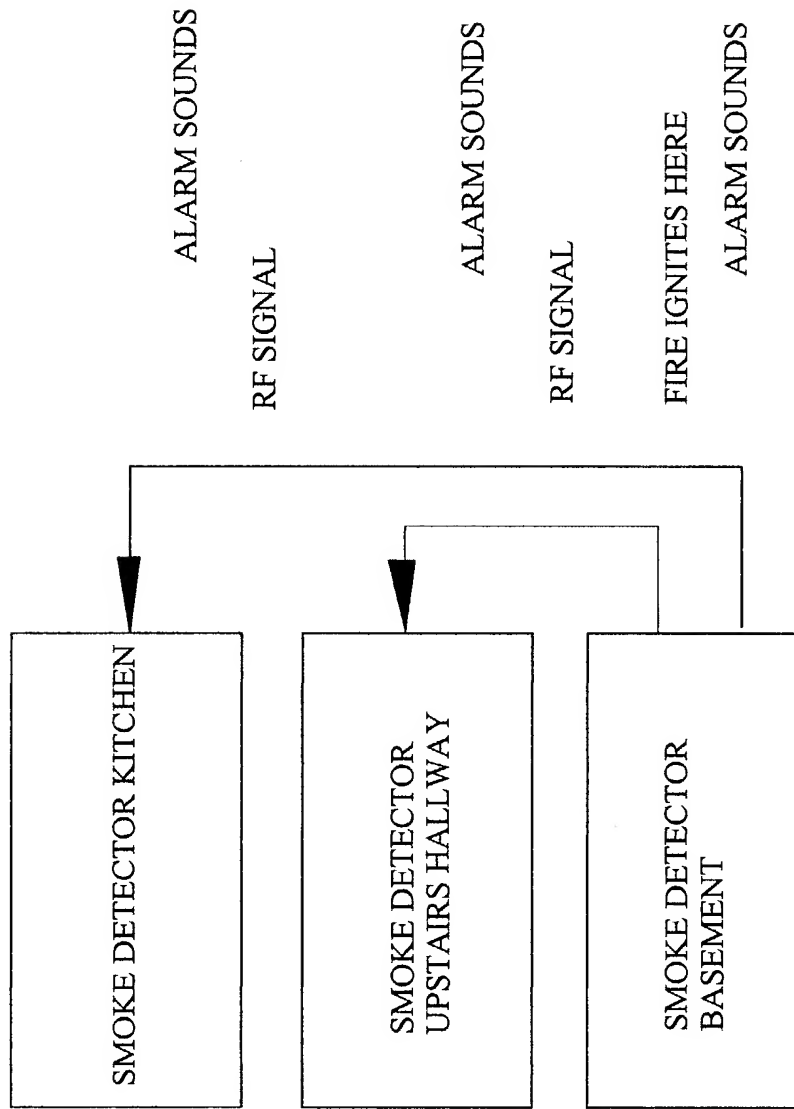 SMOKE DETECTOR KITCHEN
ALARM SOUNDS
RF SIGNAL
SMOKE DETECTOR
UPSTAIRS HALLWAY
ALARM SOUNDS
RF SIGNAL
SMOKE DETECTOR
BASEMENT
FIRE IGNITES HERE
ALARM SOUNDS